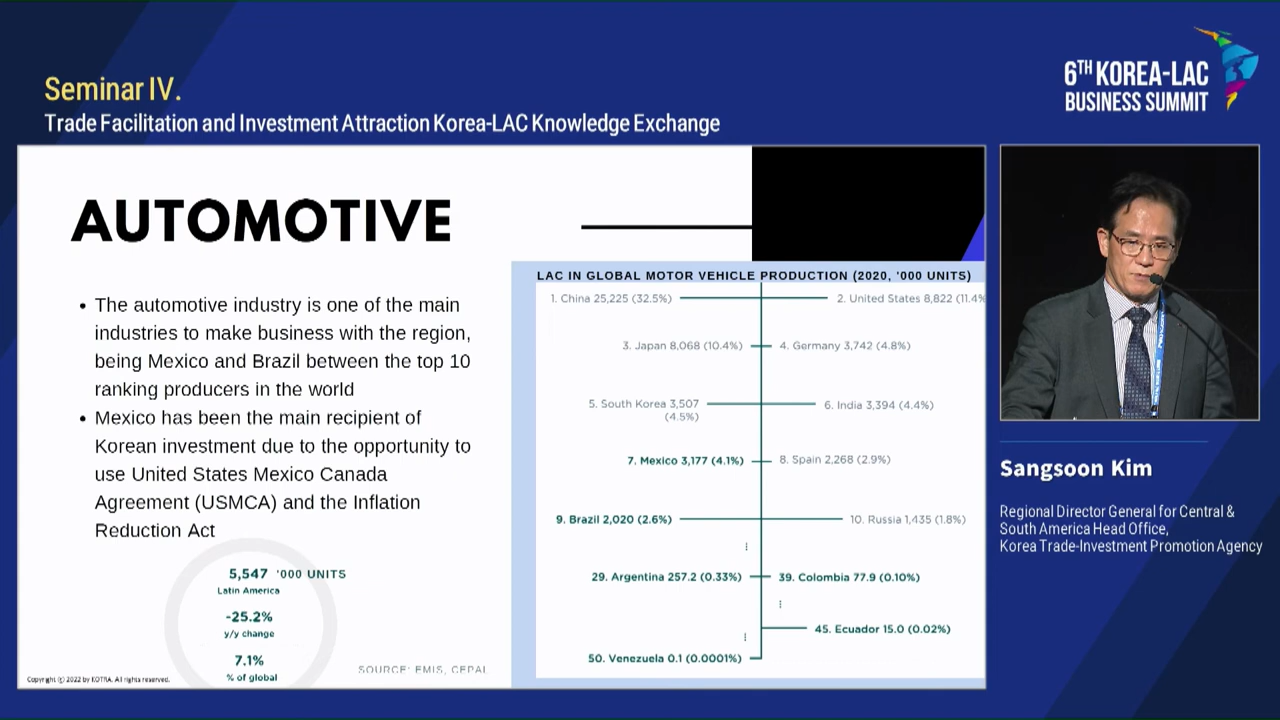 Seminar IV.
Trade Facilitation and Investment Attraction Korea-LAC Knowledge Exchange
6TH KOREA-LAC
BUSINESS SUMMIT
AUTOMOTIVE
• The automotive industry is one of the main
industries to make business with the region,
being Mexico and Brazil between the top 10
ranking producers in the world
• Mexico has been the main recipient of
Korean investment due to the opportunity to
use United States Mexico Canada
Agreement (USMCA) and the Inflation
Reduction Act
5,547 '000 UNITS
Latin America
-25.2%
y/y change
7.1%
% of global
SOURCE: EMIS, CEPAL
Copyright ⓒ 2022 by KOTRA. All rights reserved.
LAC IN GLOBAL MOTOR VEHICLE PRODUCTION (2020, '000 UNITS)
1. China 25,225 (32.5%)
2. United States 8,822 (11.4%
3. Japan 8,068 (10.4%)
4. Germany 3,742 (4.8%)
5. South Korea 3,507
(4.5%)
6. India 3,394 (4.4%)
7. Mexico 3,177 (4.1%)
8. Spain 2,268 (2.9%)
9. Brazil 2,020 (2.6%)
10. Russia 1,435 (1.8%)
29. Argentina 257.2 (0.33%)
39. Colombia 77.9 (0.10%)
45. Ecuador 15.0 (0.02%)
50. Venezuela 0.1 (0.0001%)
Sangsoon Kim
Regional Director General for Central &
South America Head Office,
Korea Trade-Investment Promotion Agency